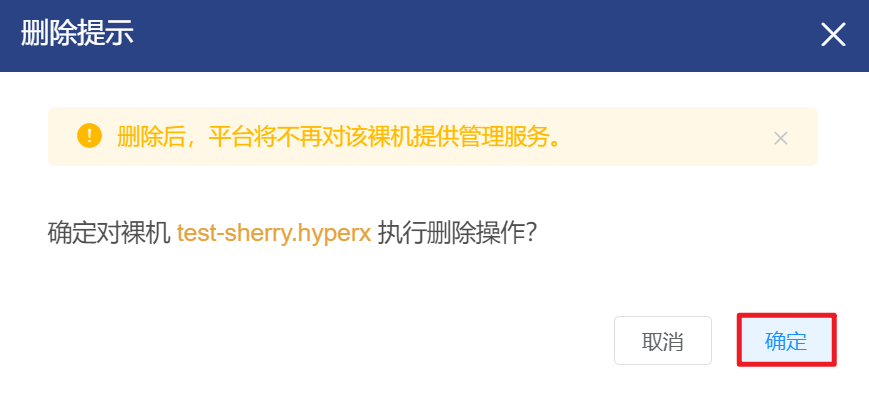 删除提示
删除后，平台将不再对该裸机提供管理服务。
确定对裸机 test-sherry.hyperx 执行删除操作?
取消
确定